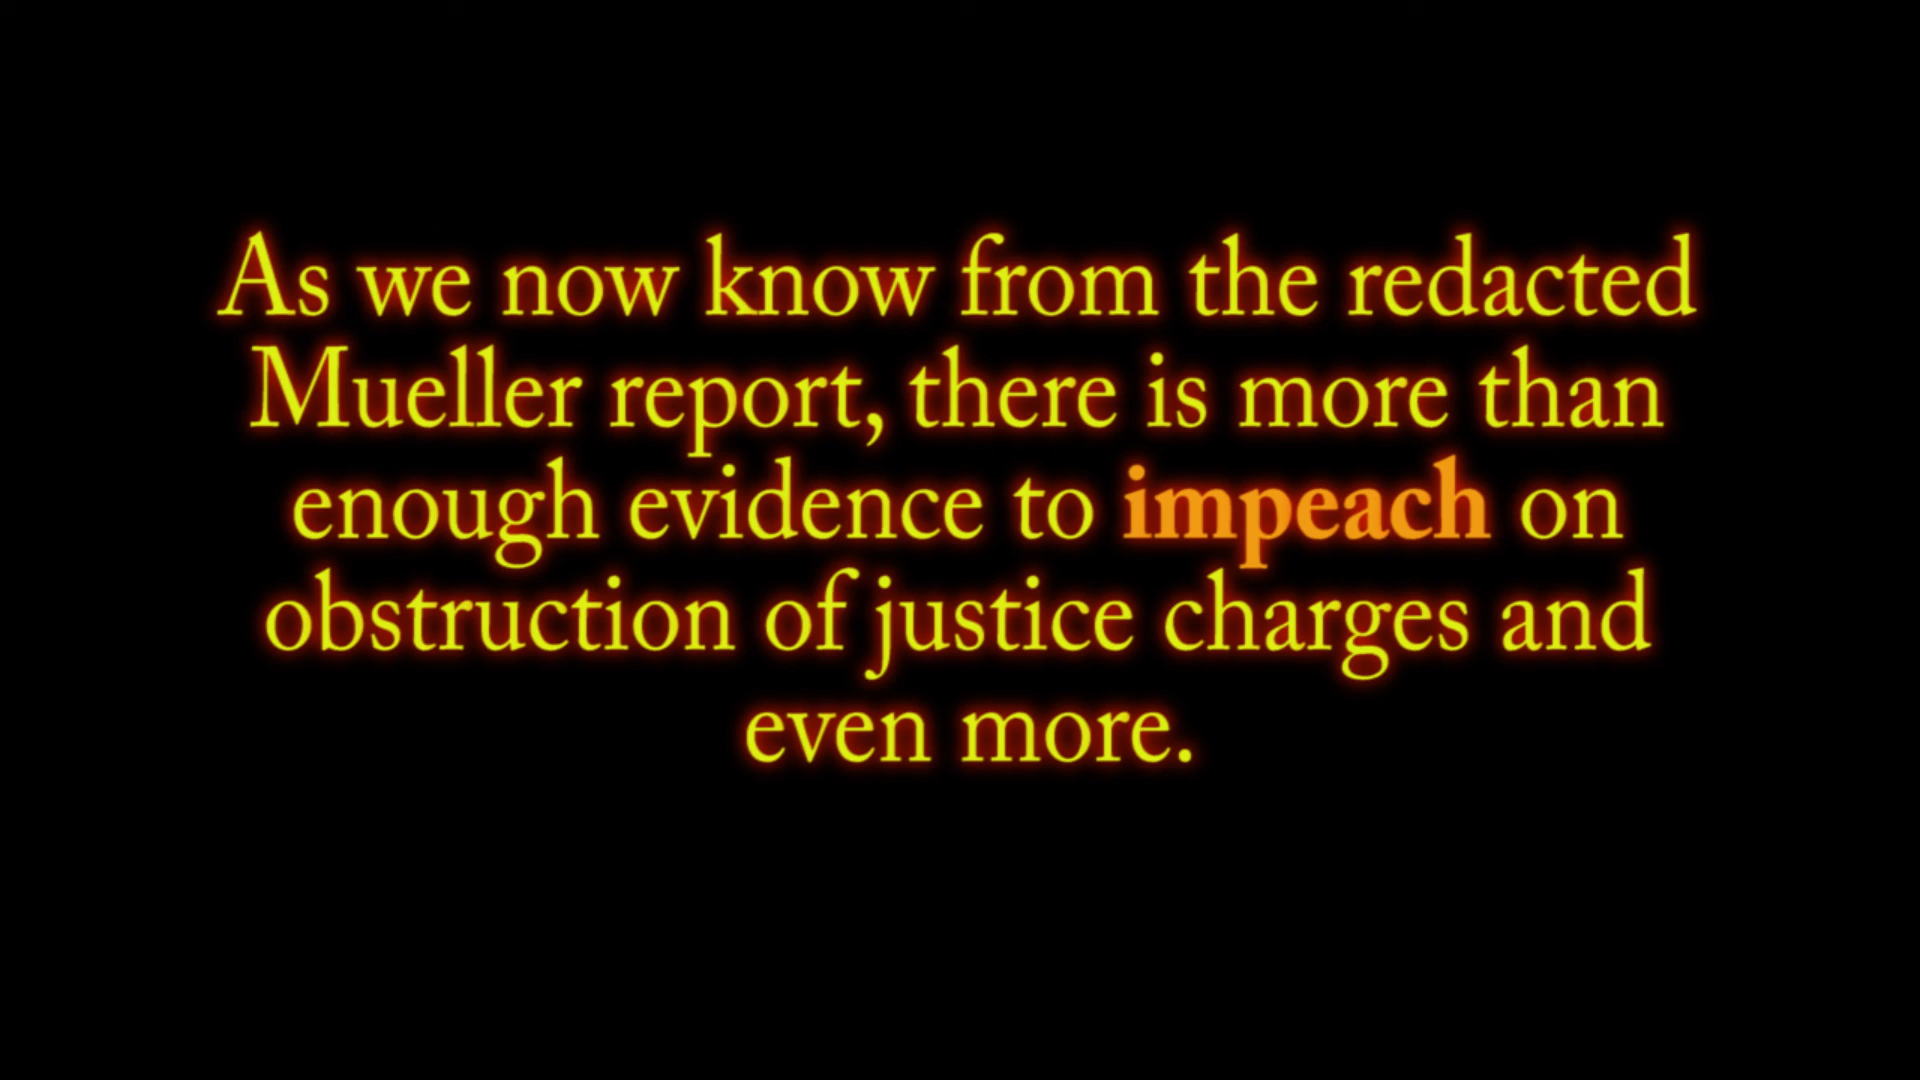 As we now know from the redacted
Mueller report, there is more than
enough evidence to impeach on
obstruction of justice charges and
even more.